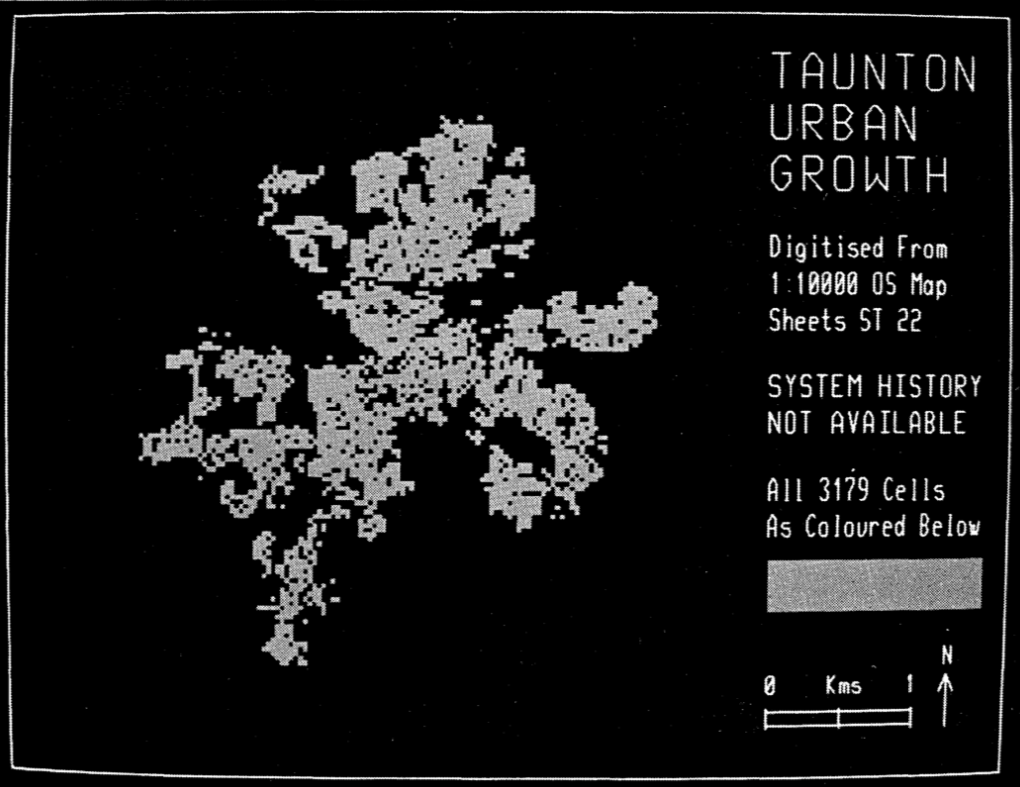 TAUNTON
URBAN
GROWTH
Digitised From
1:10000 OS Map
Sheets ST 22
SYSTEM HISTORY
NOT AVAILABLE
All 3179 Cells
As Coloured Below
N
0 Kms 1